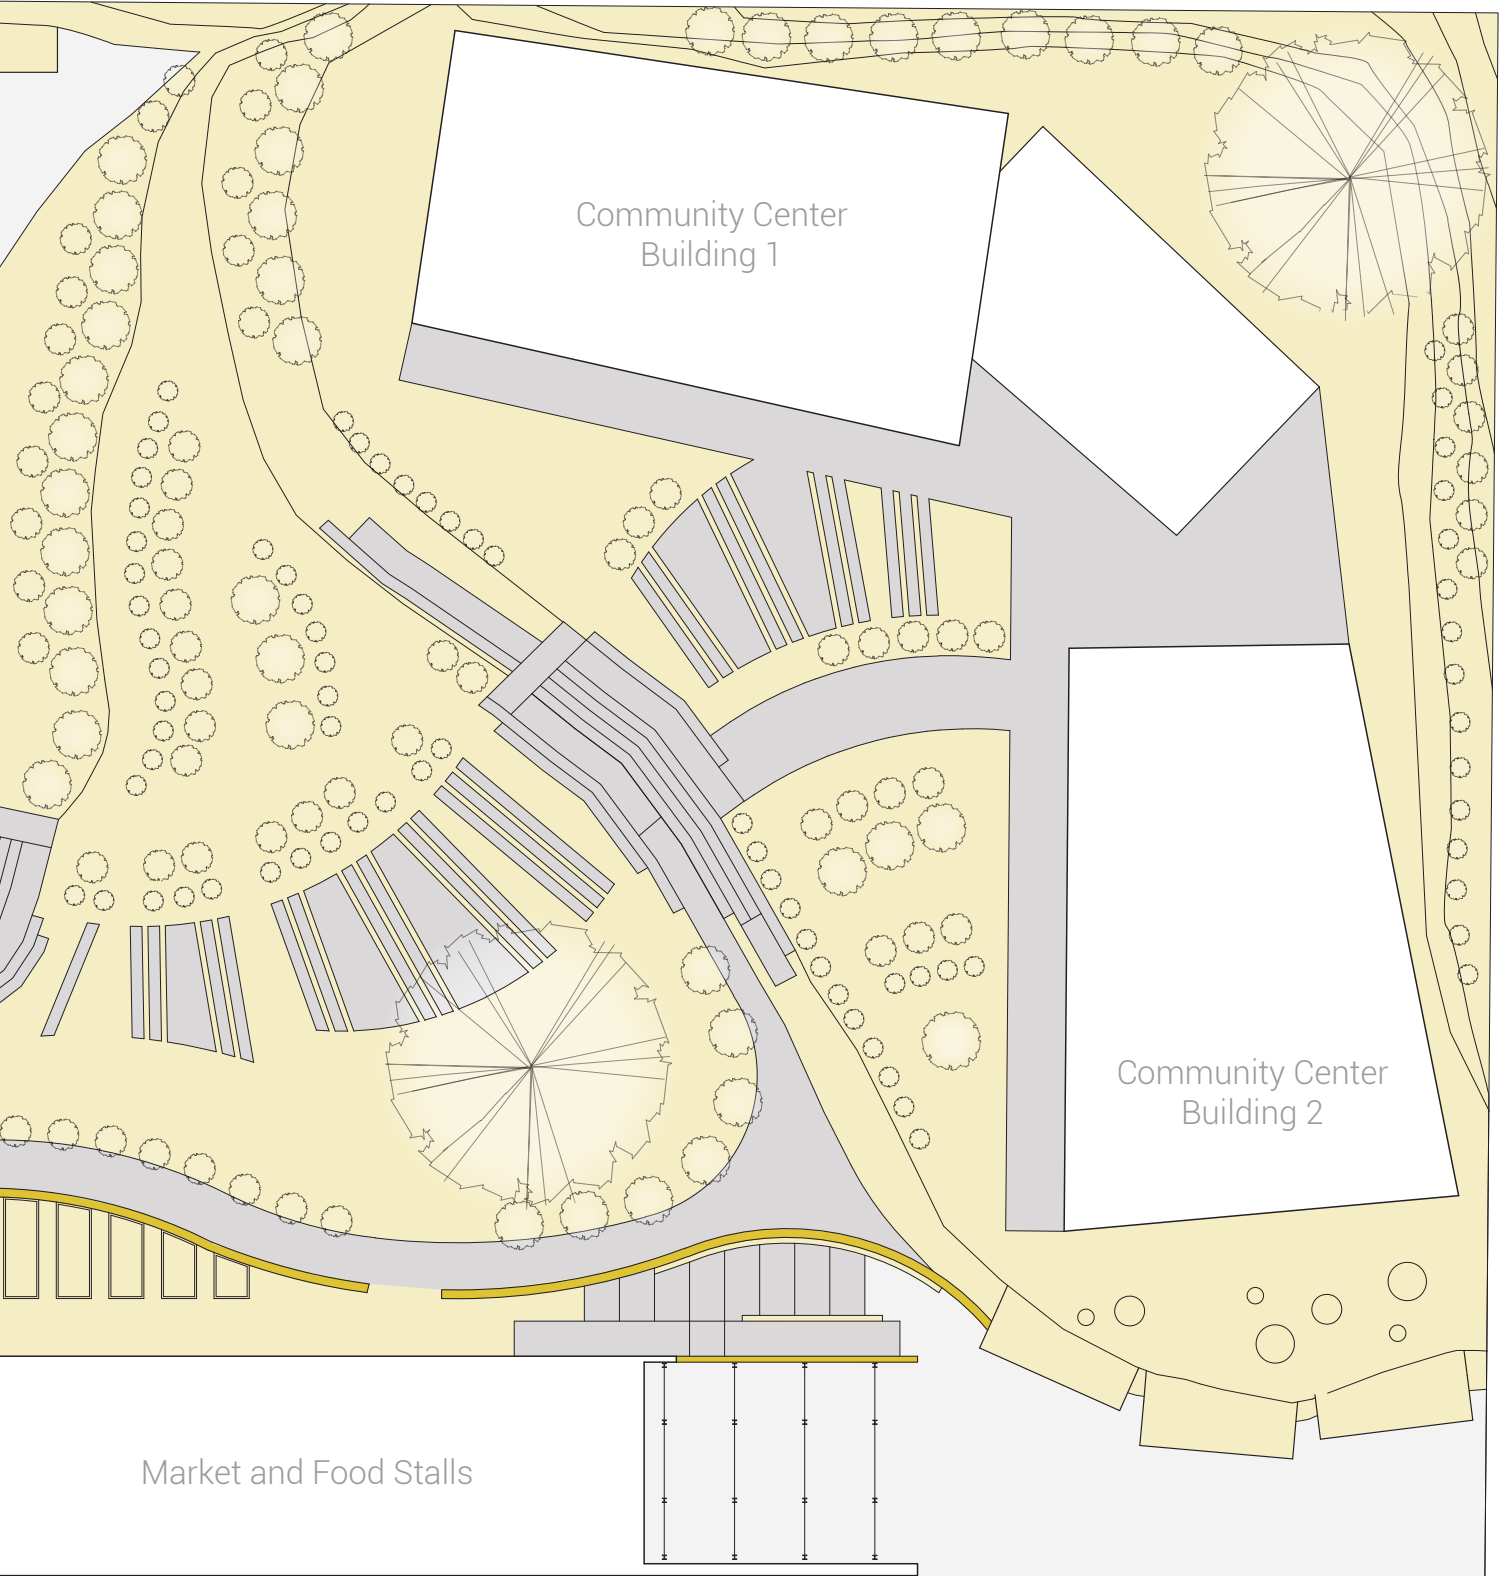 Community Center
Building 1
Community Center
Building 2
Market and Food Stalls